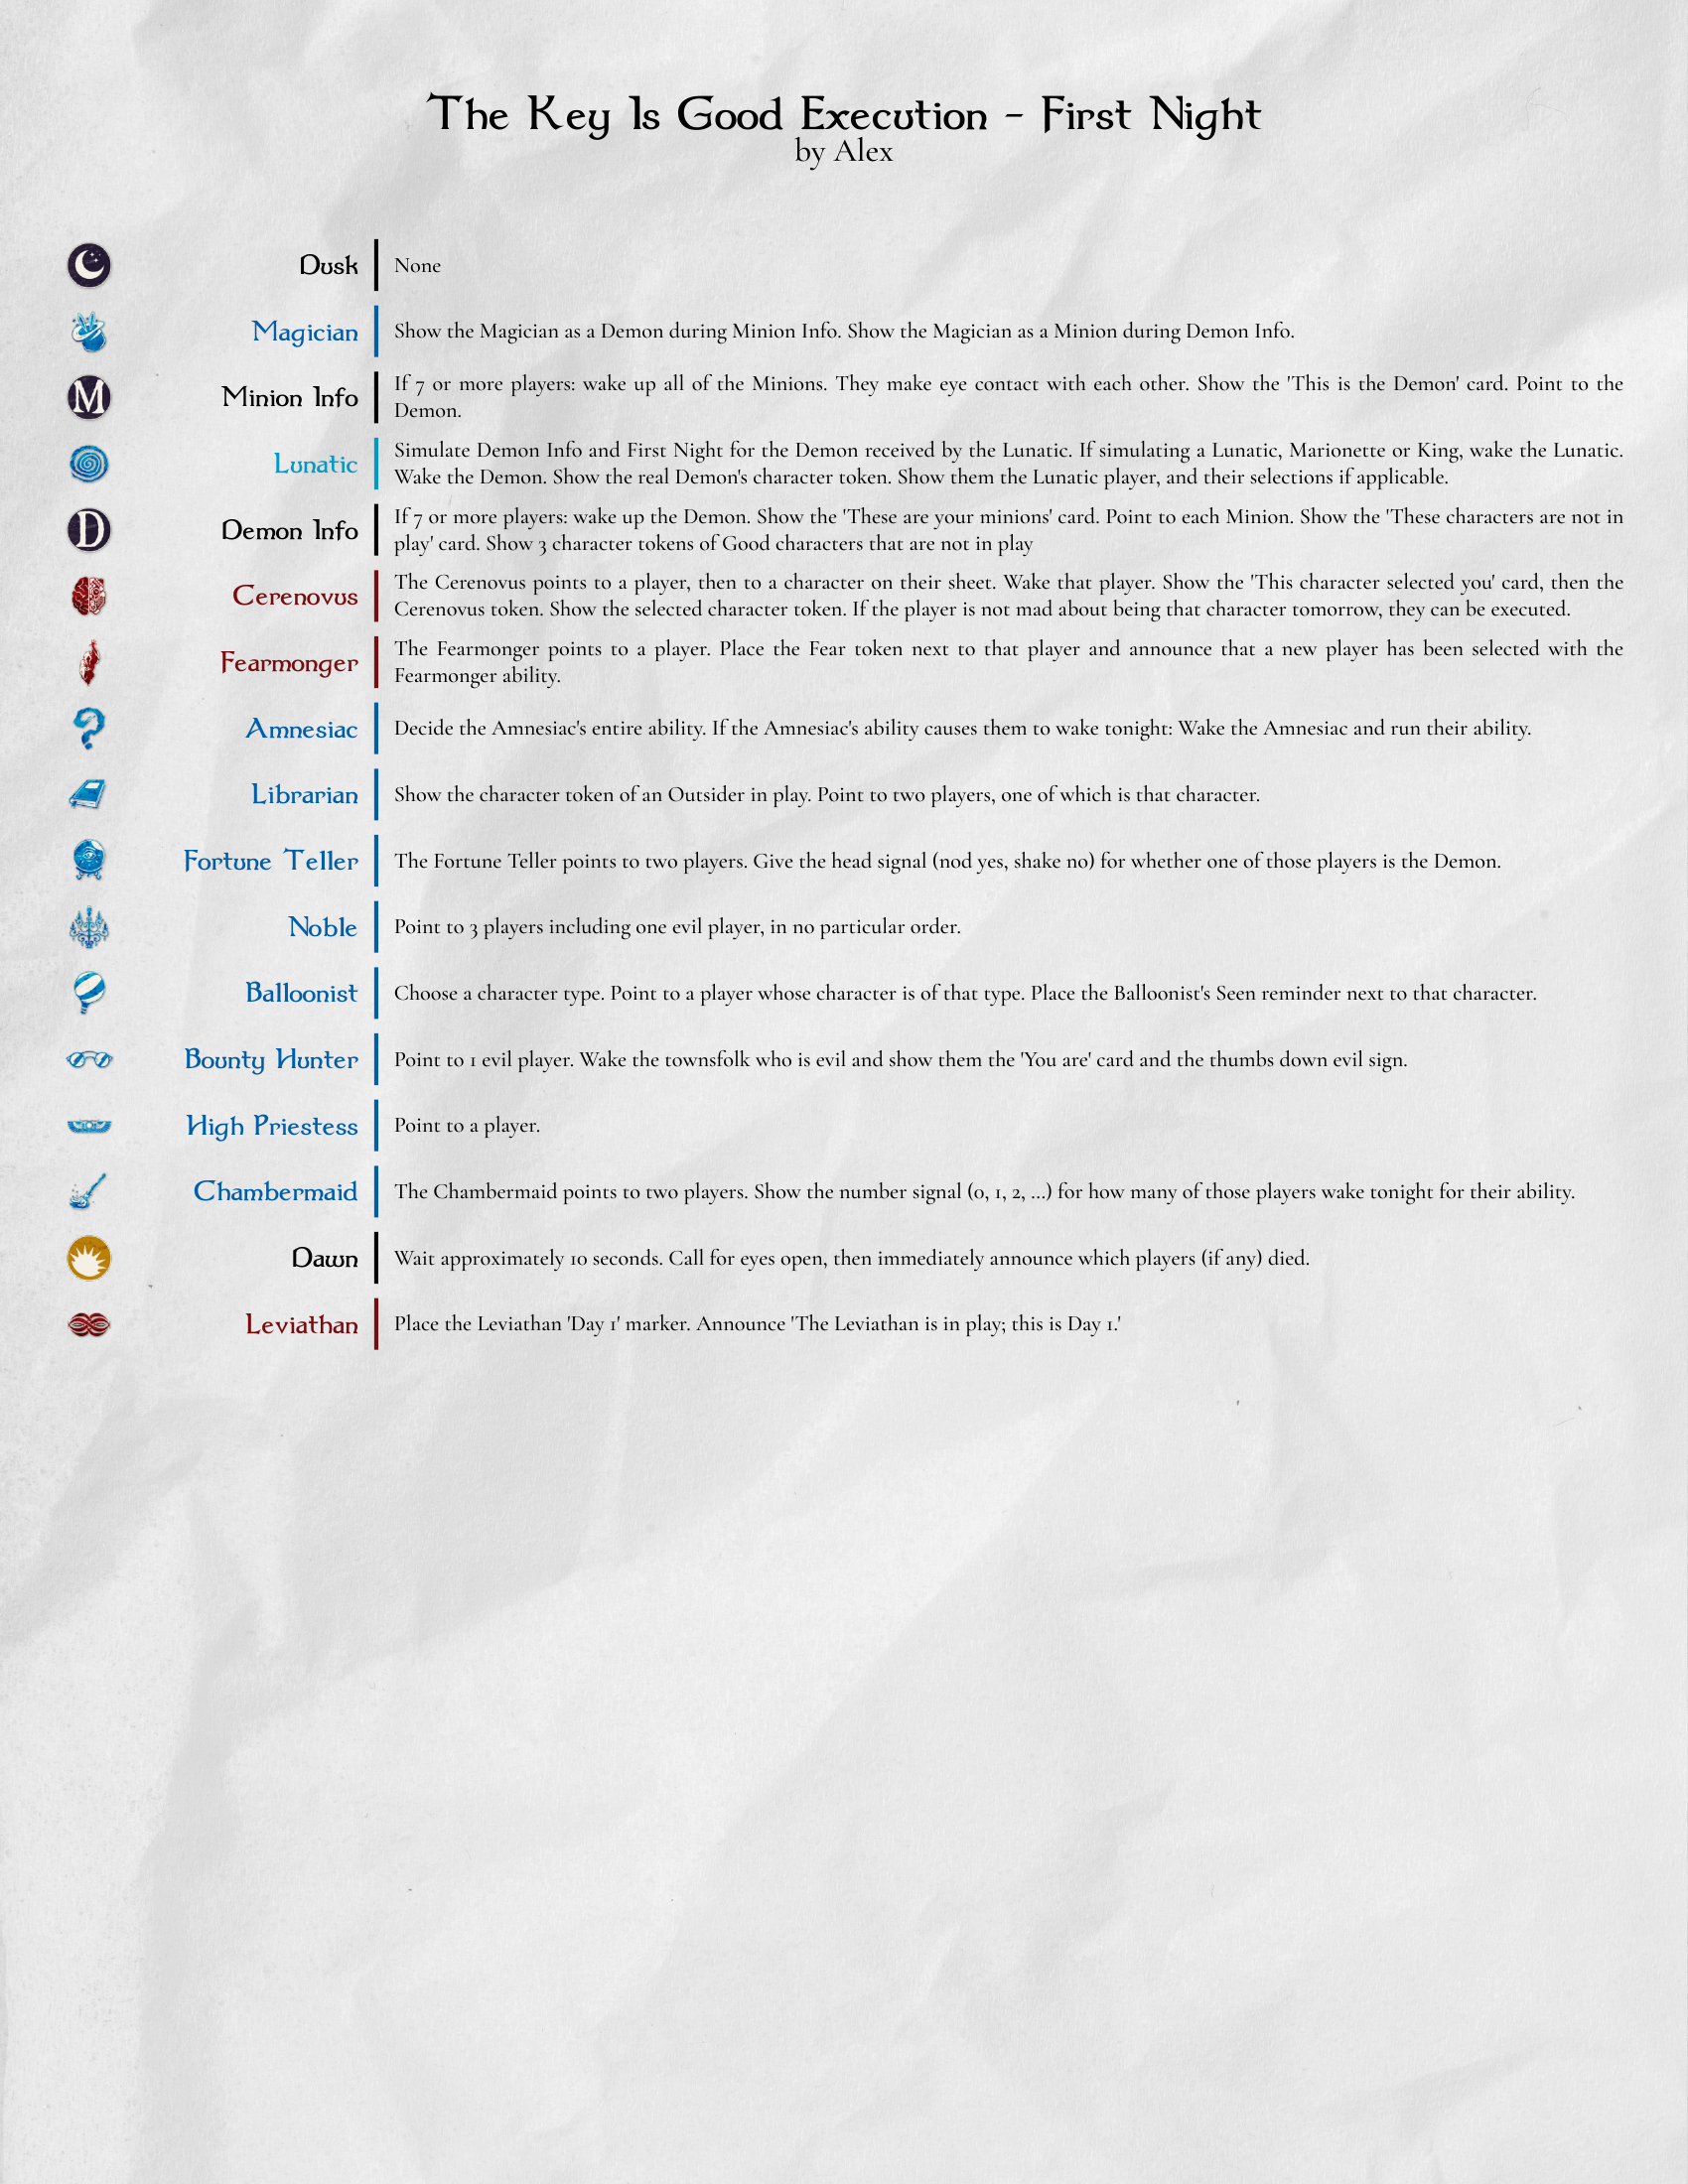 The Key Is Good Execution - First Night
by Alex
Dusk
None
Magician
Show the Magician as a Demon during Minion Info. Show the Magician as a Minion during Demon Info.
M
Minion Info
If 7 or more players: wake up all of the Minions. They make eye contact with each other. Show the 'This is the Demon' card. Point to the
Demon.
Lunatic
Simulate Demon Info and First Night for the Demon received by the Lunatic. If simulating a Lunatic, Marionette or King, wake the Lunatic.
Wake the Demon. Show the real Demon's character token. Show them the Lunatic player, and their selections if applicable.
D
Demon Info
If 7 or more players: wake up the Demon. Show the 'These are your minions' card. Point to each Minion. Show the 'These characters are not in
play' card. Show 3 character tokens of Good characters that are not in play
Cerenovus
The Cerenovus points to a player, then to a character on their sheet. Wake that player. Show the 'This character selected you' card, then the
Cerenovus token. Show the selected character token. If the player is not mad about being that character tomorrow, they can be executed.
Fearmonger
The Fearmonger points to a player. Place the Fear token next to that player and announce that a new player has been selected with the
Fearmonger ability.
Amnesiac
Decide the Amnesiac's entire ability. If the Amnesiac's ability causes them to wake tonight: Wake the Amnesiac and run their ability.
Librarian
Show the character token of an Outsider in play. Point to two players, one of which is that character.
Fortune Teller
The Fortune Teller points to two players. Give the head signal (nod yes, shake no) for whether one of those players is the Demon.
Noble
Point to 3 players including one evil player, in no particular order.
Balloonist
Choose a character type. Point to a player whose character is of that type. Place the Balloonist's Seen reminder next to that character.
Bounty Hunter
Point to 1 evil player. Wake the townsfolk who is evil and show them the 'You are' card and the thumbs down evil sign.
High Priestess
Point to a player.
Chambermaid
The Chambermaid points to two players. Show the number signal (0, 1, 2, ...) for how many of those players wake tonight for their ability.
Dawn
Wait approximately 10 seconds. Call for eyes open, then immediately announce which players (if any) died.
Leviathan
Place the Leviathan 'Day 1' marker. Announce 'The Leviathan is in play; this is Day 1.'